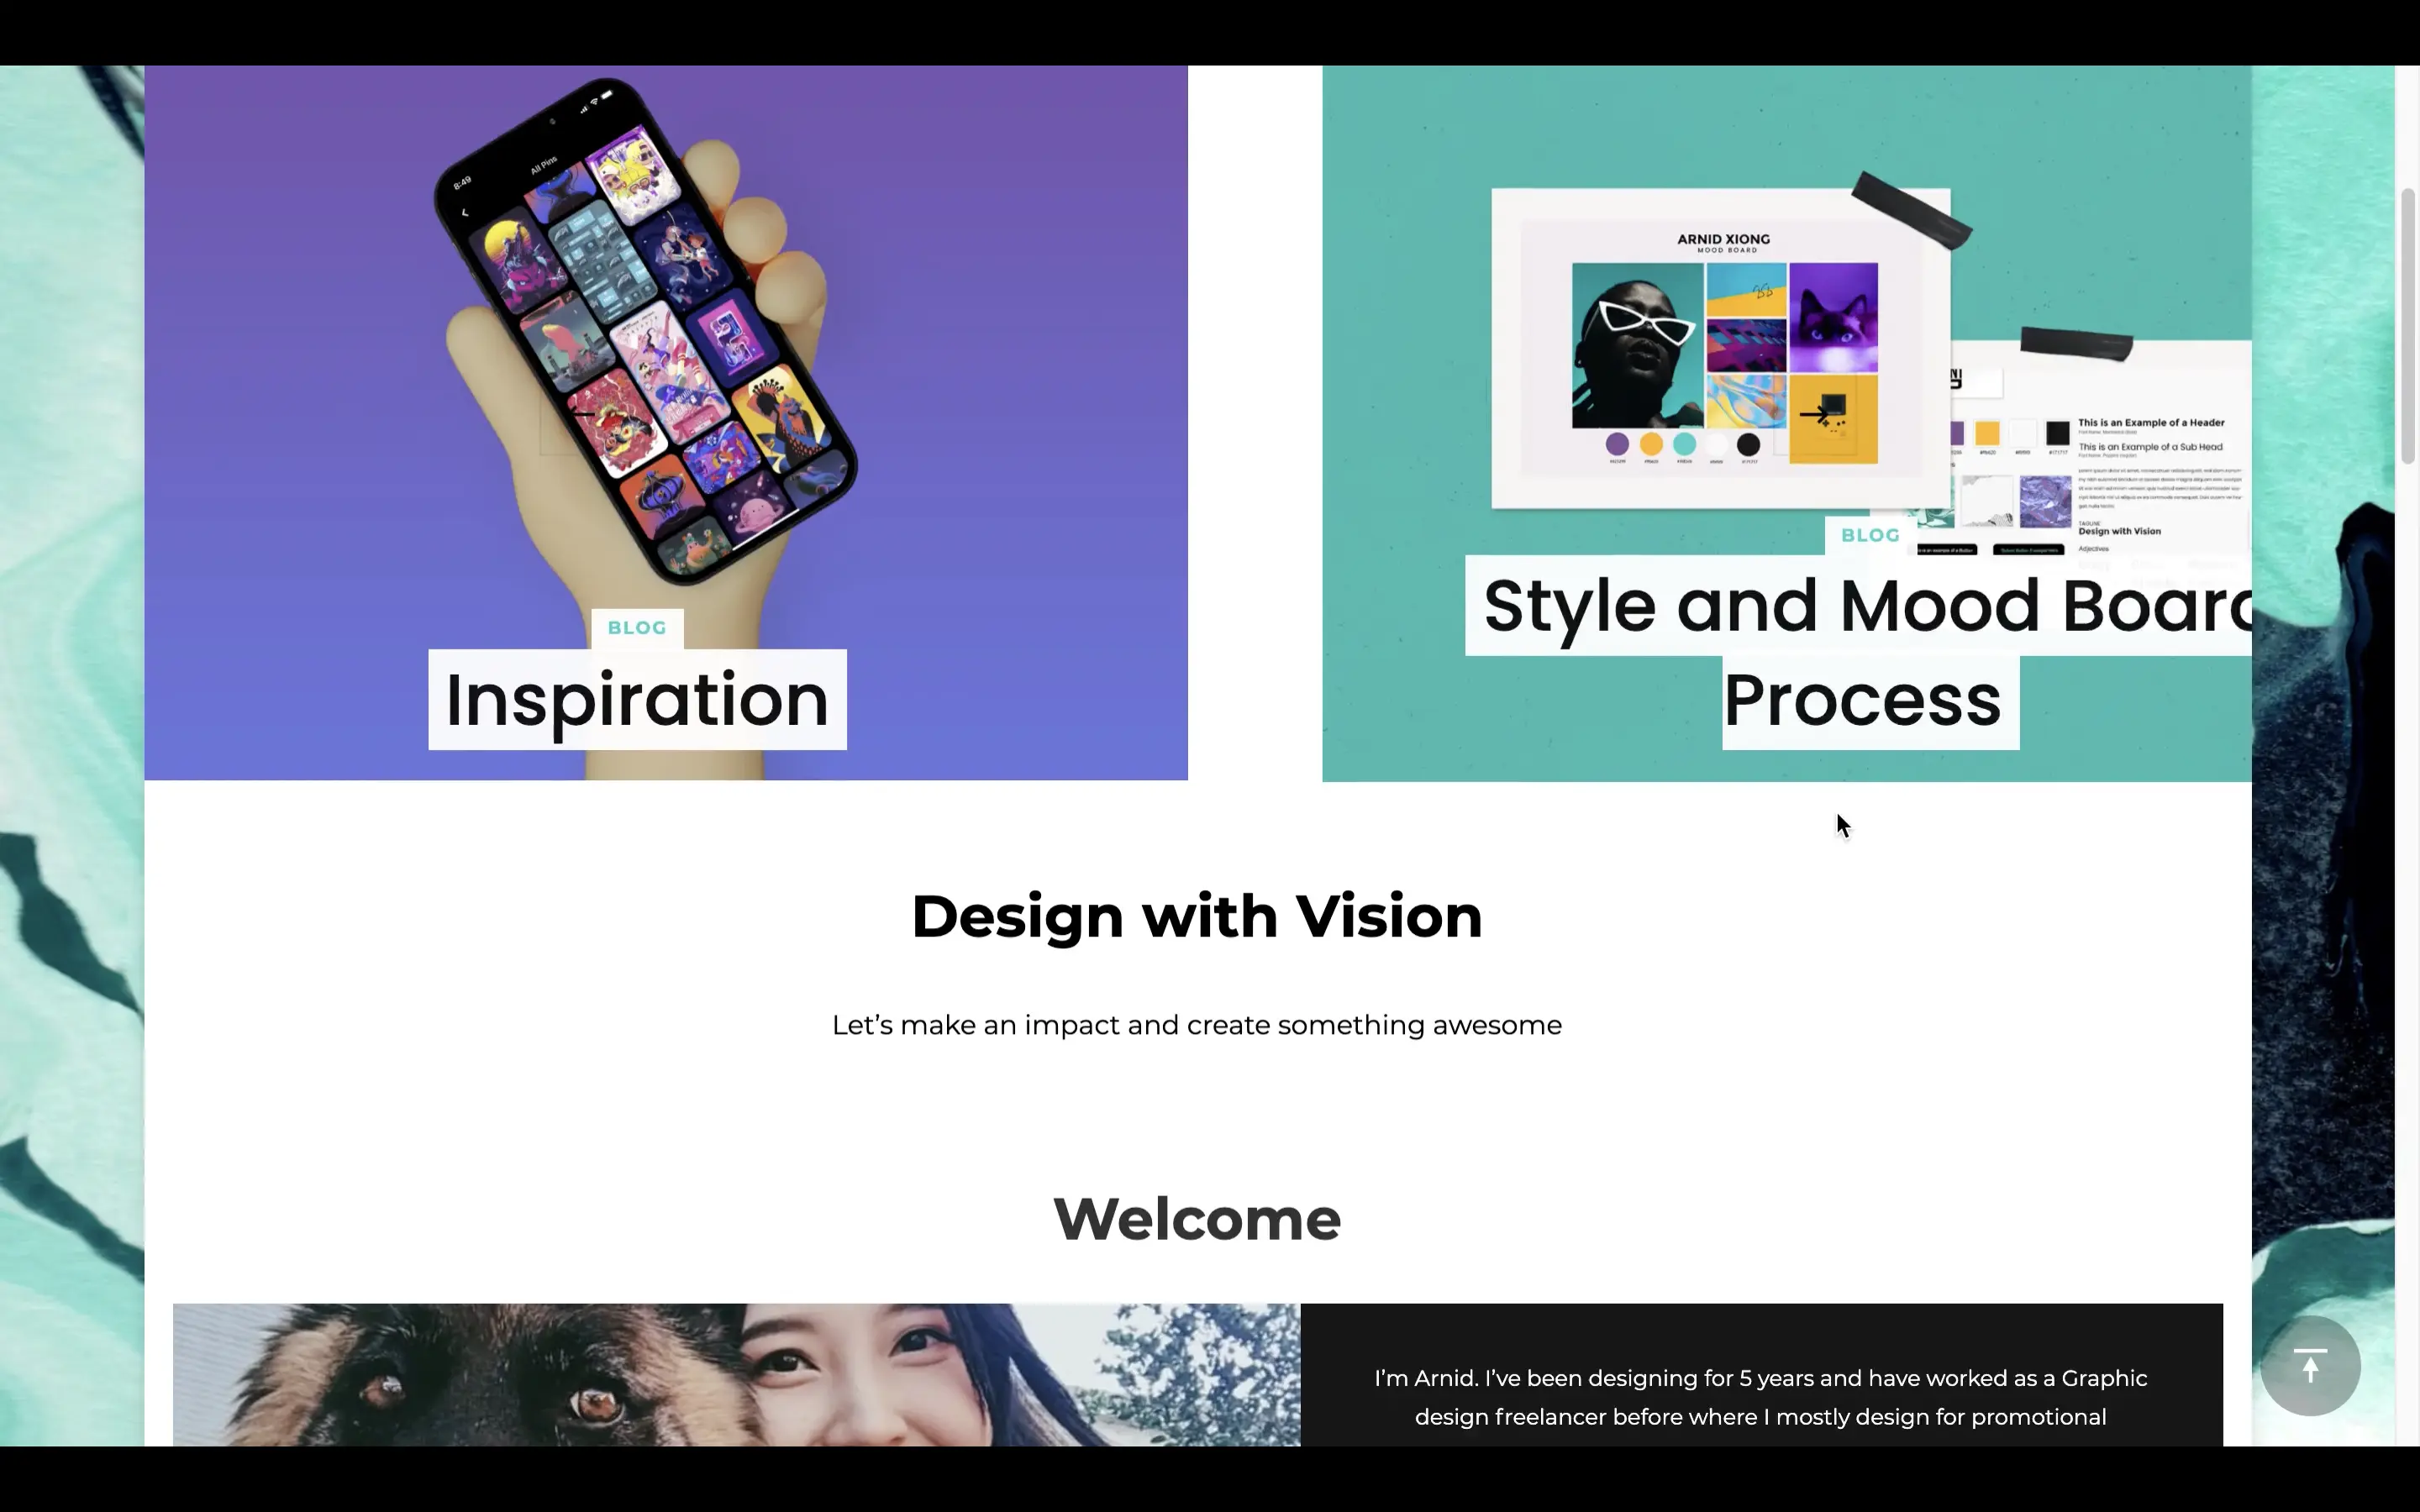 8:49
All Pins
BLOG
Inspiration
ARNID XIONG
MOOD BOARD
This is an Example of a Header
This is an Example of a Sub Head
TAGLINE
Design with Vision
Adjectives
BLOG
Style and Mood Board
Process
Design with Vision
Let’s make an impact and create something awesome
Welcome
I’m Arnid. I’ve been designing for 5 years and have worked as a Graphic
design freelancer before where I mostly design for promotional